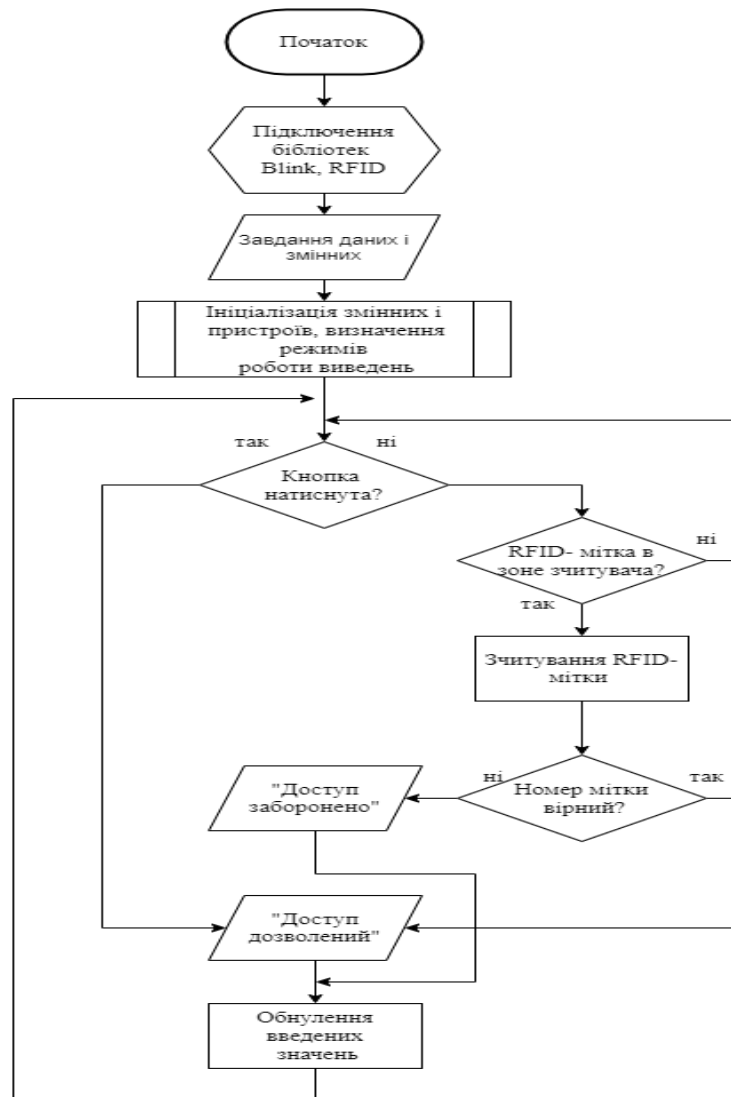 Початок
Підключення
бібліотек
Blink, RFID
Завдання даних і
змінних
Ініціалізація змінних і
пристроїв, визначення
режимів
роботи виведень
так
ні
Кнопка
натиснута?
RFID- мітка в
зоне зчитувача?
ні
так
Зчитування RFID-
мітки
Номер мітки
вірний?
ні
так
"Доступ
заборонено"
"Доступ
дозволений"
Обнулення
введених
значень